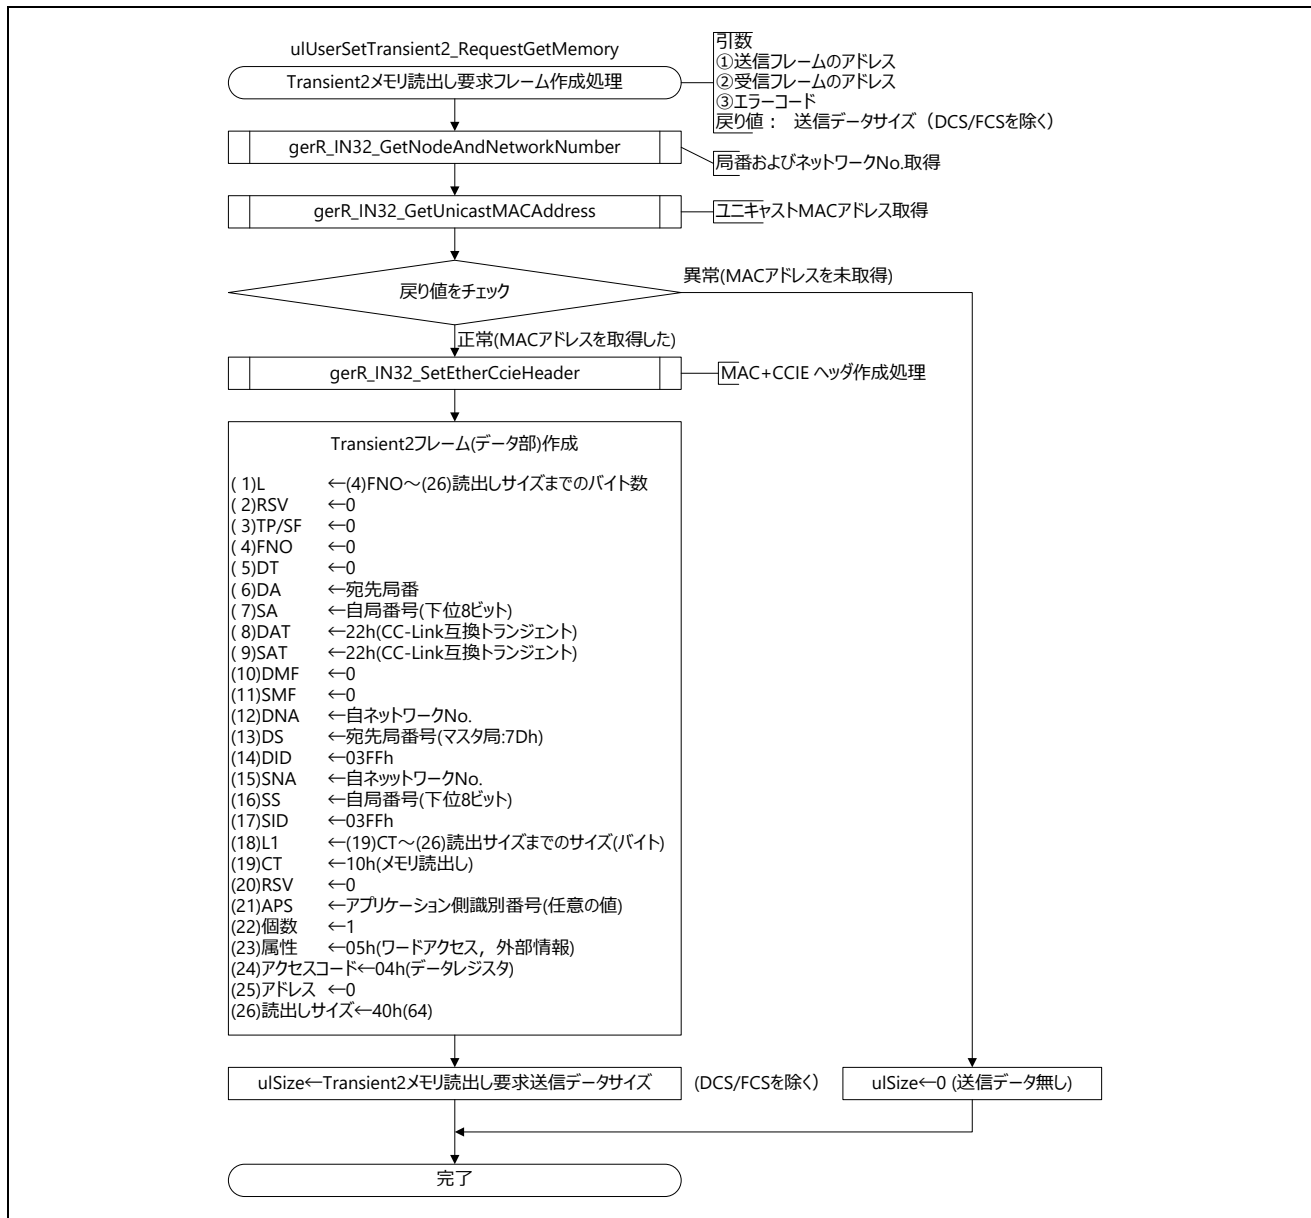 ulUserSetTransient2_RequestGetMemory
Transient2メモリ読出し要求フレーム作成処理
引数
①送信フレームのアドレス
②受信フレームのアドレス
③エラーコード
戻り値： 送信データサイズ（DCS/FCSを除く）
gerR_IN32_GetNodeAndNetworkNumber
局番およびネットワークNo.取得
gerR_IN32_GetUnicastMACAddress
ユニキャストMACアドレス取得
戻り値をチェック
異常(MACアドレスを未取得)
正常(MACアドレスを取得した)
gerR_IN32_SetEtherCcieHeader
MAC+CCIE ヘッダ作成処理
Transient2フレーム(データ部)作成
( 1)L ←(4)FNO～(26)読出しサイズまでのバイト数
( 2)RSV ←0
( 3)TP/SF ←0
( 4)FNO ←0
( 5)DT ←0
( 6)DA ←宛先局番
( 7)SA ←自局番号(下位8ビット)
( 8)DAT ←22h(CC-Link互換トランジェント)
( 9)SAT ←22h(CC-Link互換トランジェント)
(10)DMF ←0
(11)SMF ←0
(12)DNA ←自ネットワークNo.
(13)DS ←宛先局番号(マスタ局:7Dh)
(14)DID ←03FFh
(15)SNA ←自ネッットワークNo.
(16)SS ←自局番号(下位8ビット)
(17)SID ←03FFh
(18)L1 ←(19)CT～(26)読出サイズまでのサイズ(バイト)
(19)CT ←10h(メモリ読出し)
(20)RSV ←0
(21)APS ←アプリケーション側識別番号(任意の値)
(22)個数 ←1
(23)属性 ←05h(ワードアクセス，外部情報)
(24)アクセスコード←04h(データレジスタ)
(25)アドレス ←0
(26)読出しサイズ←40h(64)
ulSize←Transient2メモリ読出し要求送信データサイズ
(DCS/FCSを除く)
ulSize←0 (送信データ無し)
完了